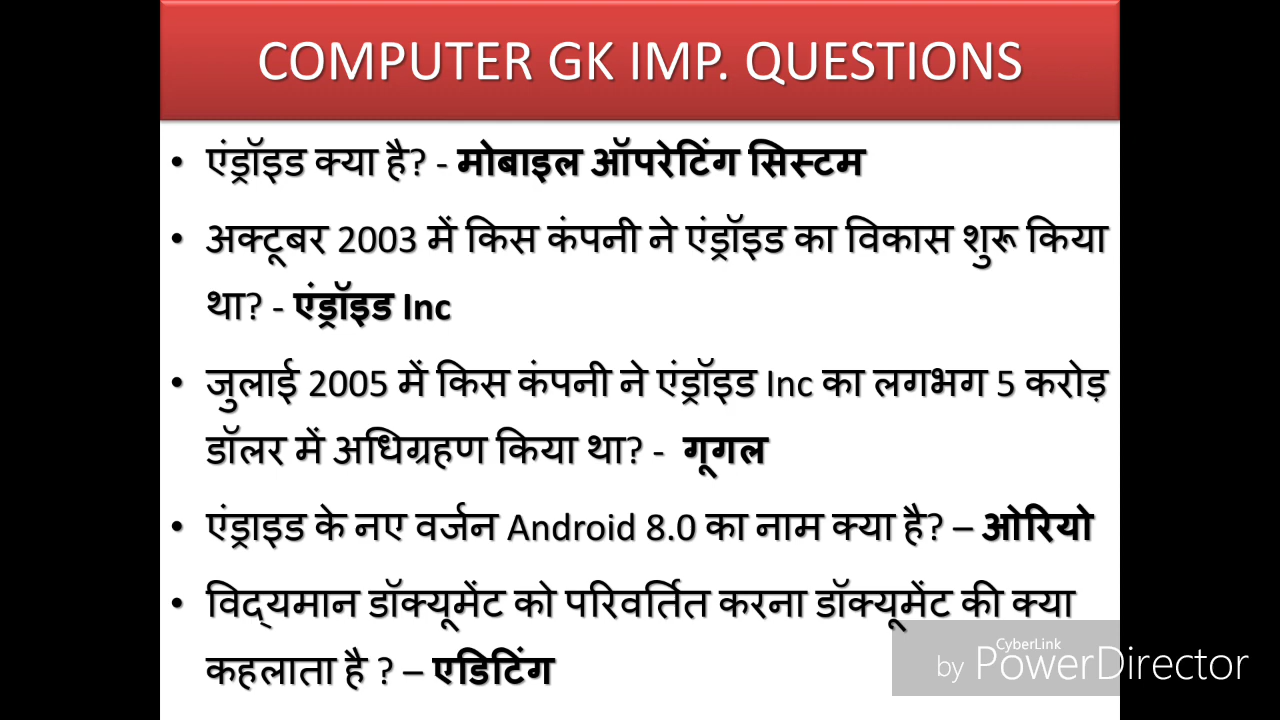 COMPUTER GK IMP. QUESTIONS
• एंड्रॉइड क्या है? - मोबाइल ऑपरेटिंग सिस्टम
• अक्टूबर 2003 में किस कंपनी ने एंड्रॉइड का विकास शुरू किया
था? - एंड्रॉइड Inc
• जुलाई 2005 में किस कंपनी ने एंड्रॉइड Inc का लगभग 5 करोड़
डॉलर में अधिग्रहण किया था? - गूगल
• एंड्राइड के नए वर्जन Android 8.0 का नाम क्या है? – ओरियो
• विद्यमान डॉक्यूमेंट को परिवर्तित करना डॉक्यूमेंट की क्या
कहलाता है ? – एडिटिंग
CyberLink
by PowerDirector